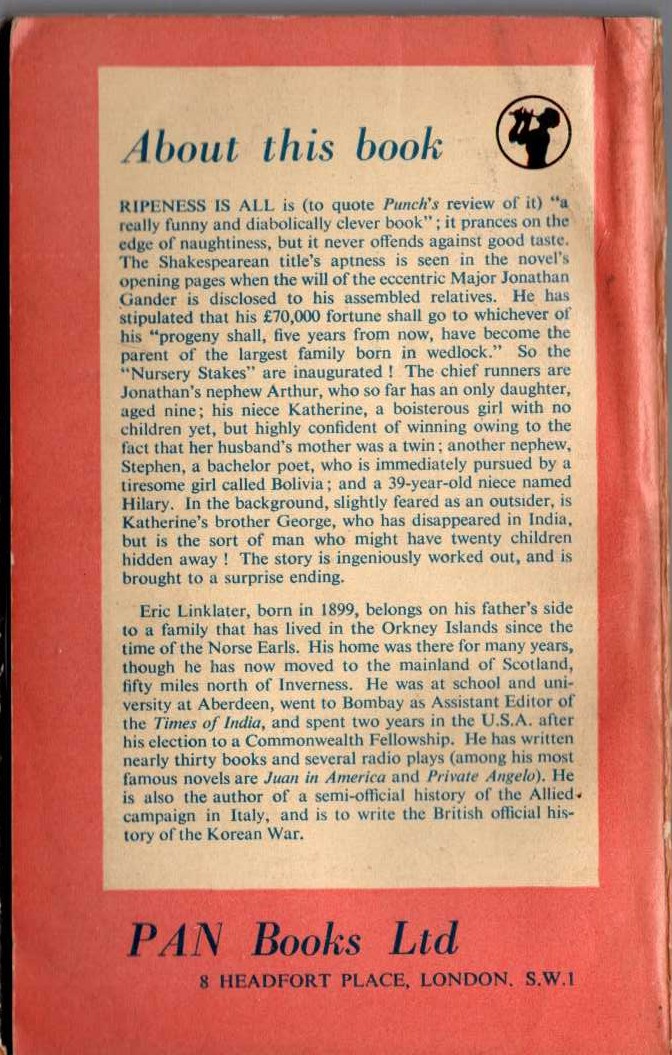 About this book
RIPENESS IS ALL is (to quote Punch's review of it) "a
really funny and diabolically clever book"; it prances on the
edge of naughtiness, but it never offends against good taste.
The Shakespearean title's aptness is seen in the novel's
opening pages when the will of the eccentric Major Jonathan
Gander is disclosed to his assembled relatives. He has
stipulated that his £70,000 fortune shall go to whichever of
his "progeny shall, five years from now, have become the
parent of the largest family born in wedlock." So the
"Nursery Stakes" are inaugurated! The chief runners are
Jonathan's nephew Arthur, who so far has an only daughter,
aged nine; his niece Katherine, a boisterous girl with no
children yet, but highly confident of winning owing to the
fact that her husband's mother was a twin; another nephew,
Stephen, a bachelor poet, who is immediately pursued by a
tiresome girl called Bolivia; and a 39-year-old niece named
Hilary. In the background, slightly feared as an outsider, is
Katherine's brother George, who has disappeared in India,
but is the sort of man who might have twenty children
hidden away! The story is ingeniously worked out, and is
brought to a surprise ending.
Eric Linklater, born in 1899, belongs on his father's side
to a family that has lived in the Orkney Islands since the
time of the Norse Earls. His home was there for many years,
though he has now moved to the mainland of Scotland,
fifty miles north of Inverness. He was at school and uni-
versity at Aberdeen, went to Bombay as Assistant Editor of
the Times of India, and spent two years in the U.S.A. after
his election to a Commonwealth Fellowship. He has written
nearly thirty books and several radio plays (among his most
famous novels are Juan in America and Private Angelo). He
is also the author of a semi-official history of the Allied
campaign in Italy, and is to write the British official his-
tory of the Korean War.
PAN Books Ltd
8 HEADFORT PLACE, LONDON. S.W.1